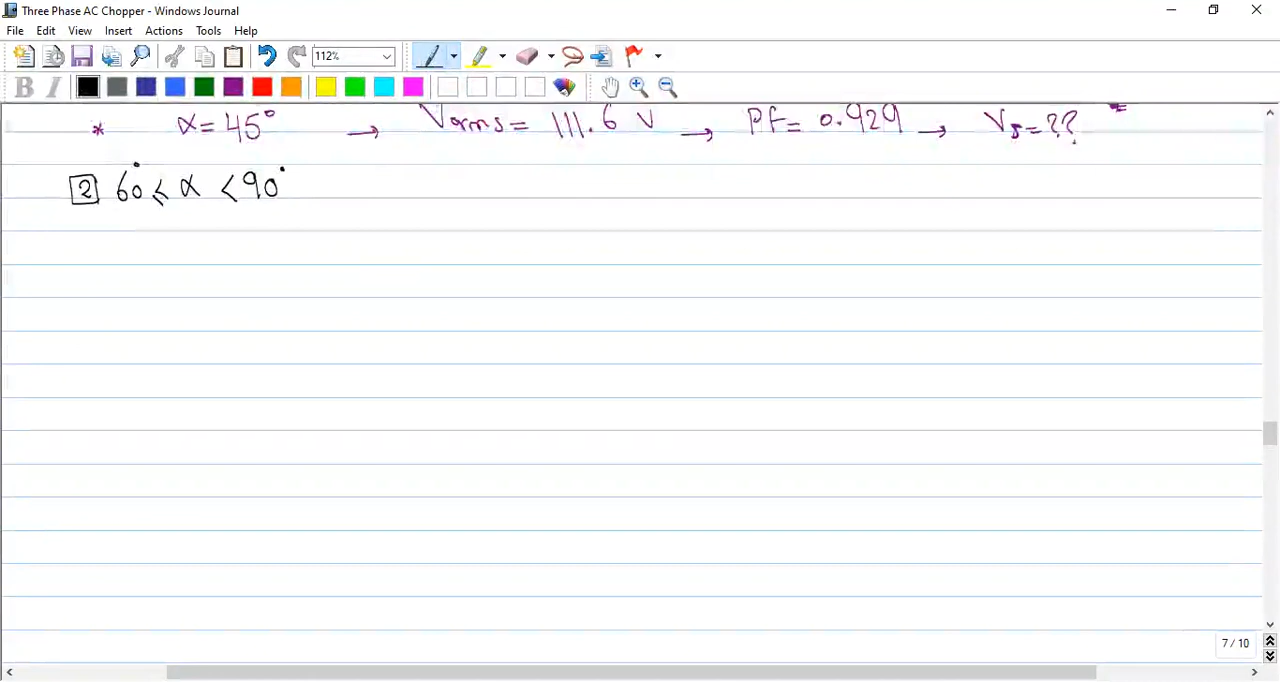 Three Phase AC Chopper - Windows Journal
File Edit View Insert Actions Tools Help
112%
B I
* α = 45° → Vorms = 111.6 V → PF = 0.929 → Vs = ??
2 60° ≤ α < 90°
7 / 10